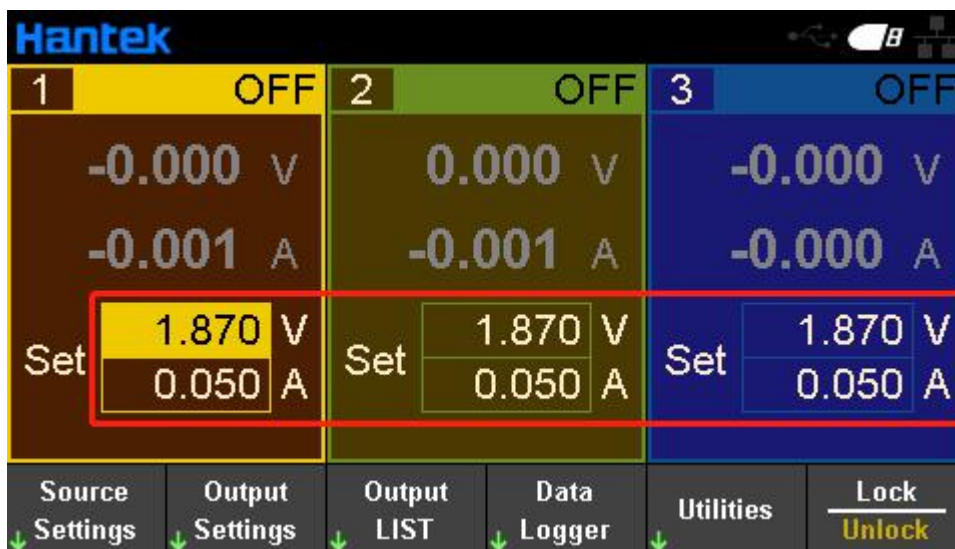 Hantek
8
1 OFF 2 OFF 3 OFF
-0.000 V 0.000 V -0.000 V
-0.001 A -0.001 A -0.000 A
Set 1.870 V Set 1.870 V Set 1.870 V
0.050 A 0.050 A 0.050 A
Source Output Output Data Utilities Lock
Settings Settings LIST Logger Unlock